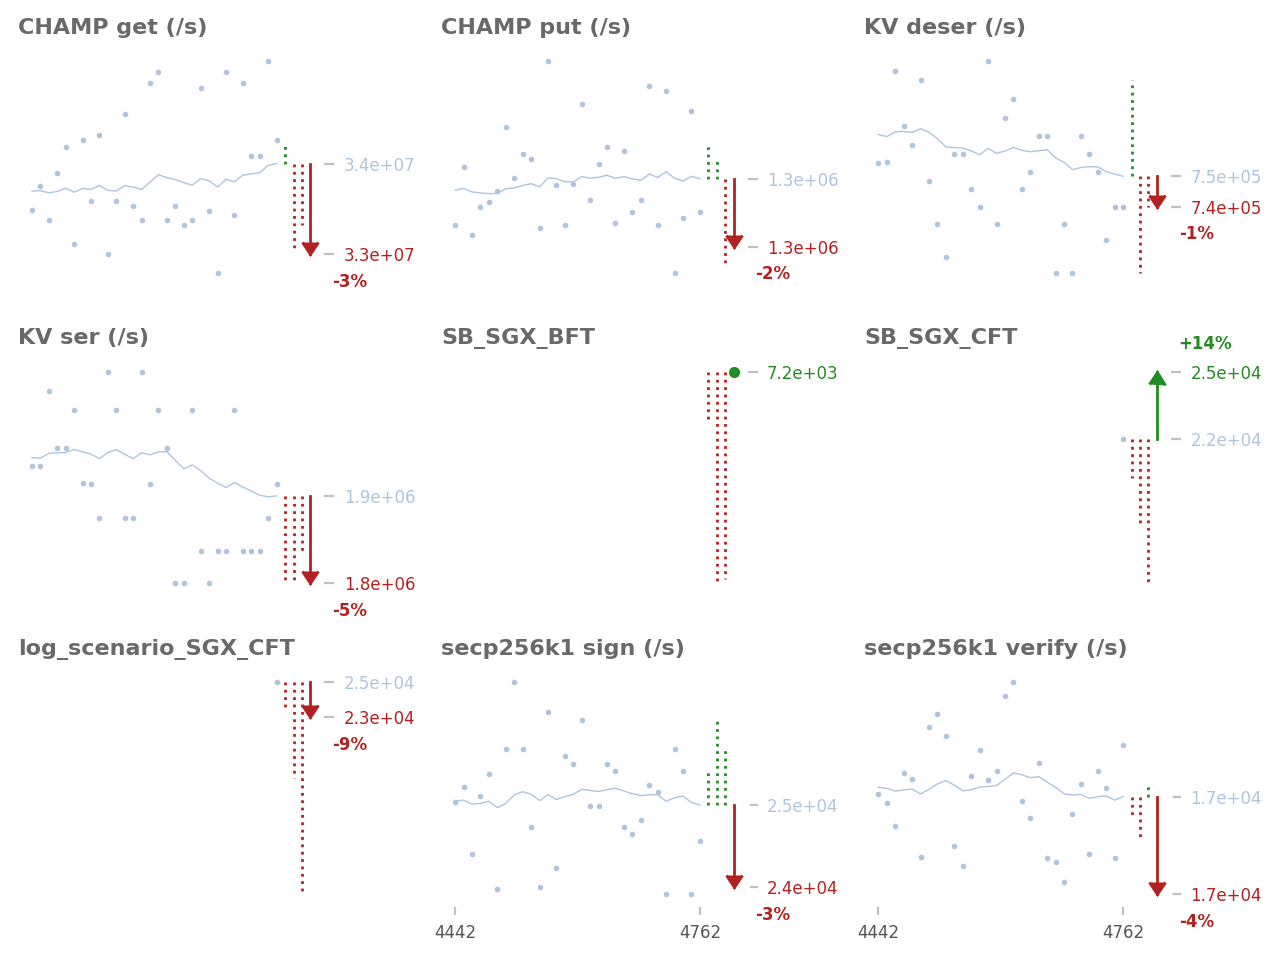 CHAMP get (/s)
3.4e+07
3.3e+07
-3%
CHAMP put (/s)
1.3e+06
1.3e+06
-2%
KV deser (/s)
7.5e+05
7.4e+05
-1%
KV ser (/s)
1.9e+06
1.8e+06
-5%
SB_SGX_BFT
7.2e+03
SB_SGX_CFT
+14%
2.5e+04
2.2e+04
log_scenario_SGX_CFT
2.5e+04
2.3e+04
-9%
secp256k1 sign (/s)
2.5e+04
2.4e+04
-3%
4442 4762
secp256k1 verify (/s)
1.7e+04
1.7e+04
-4%
4442 4762